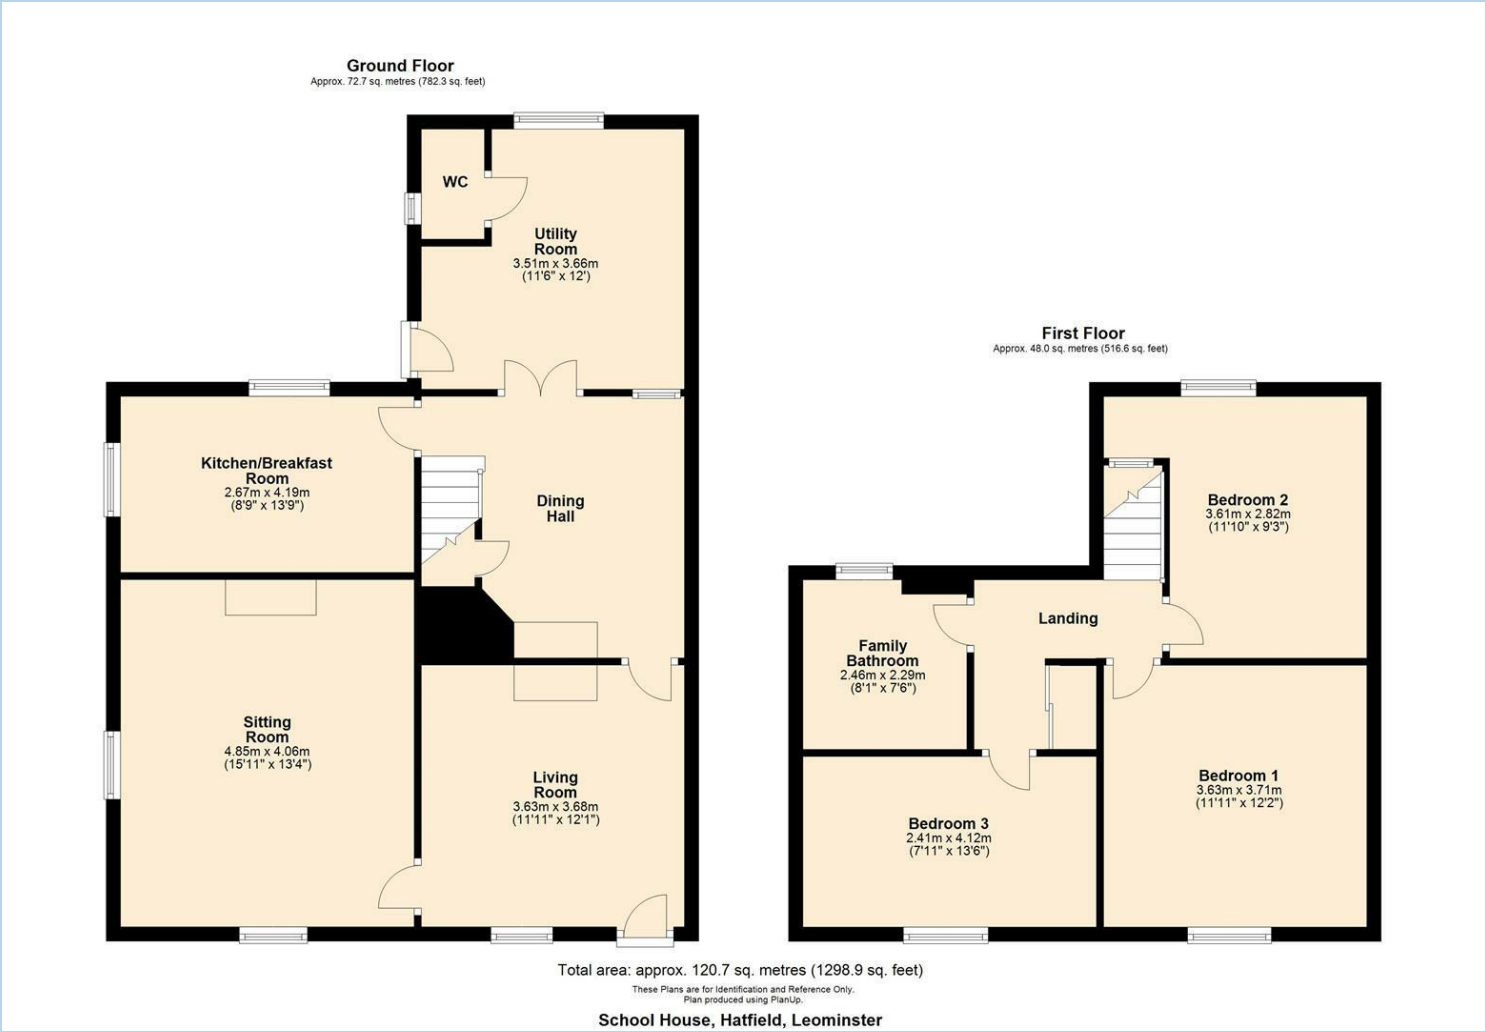 Ground Floor
Approx. 72.7 sq. metres (782.3 sq. feet)
WC
Utility
Room
3.51m x 3.66m
(11'6" x 12')
Kitchen/Breakfast
Room
2.67m x 4.19m
(8'9" x 13'9")
Dining
Hall
Sitting
Room
4.85m x 4.06m
(15'11" x 13'4")
Living
Room
3.63m x 3.68m
(11'11" x 12'1")
First Floor
Approx. 48.0 sq. metres (516.6 sq. feet)
Bedroom 2
3.61m x 2.82m
(11'10" x 9'3")
Landing
Family
Bathroom
2.46m x 2.29m
(8'1" x 7'6")
Bedroom 1
3.63m x 3.71m
(11'11" x 12'2")
Bedroom 3
2.41m x 4.12m
(7'11" x 13'6")
Total area: approx. 120.7 sq. metres (1298.9 sq. feet)
These Plans are for Identification and Reference Only.
Plan produced using PlanUp.
School House, Hatfield, Leominster